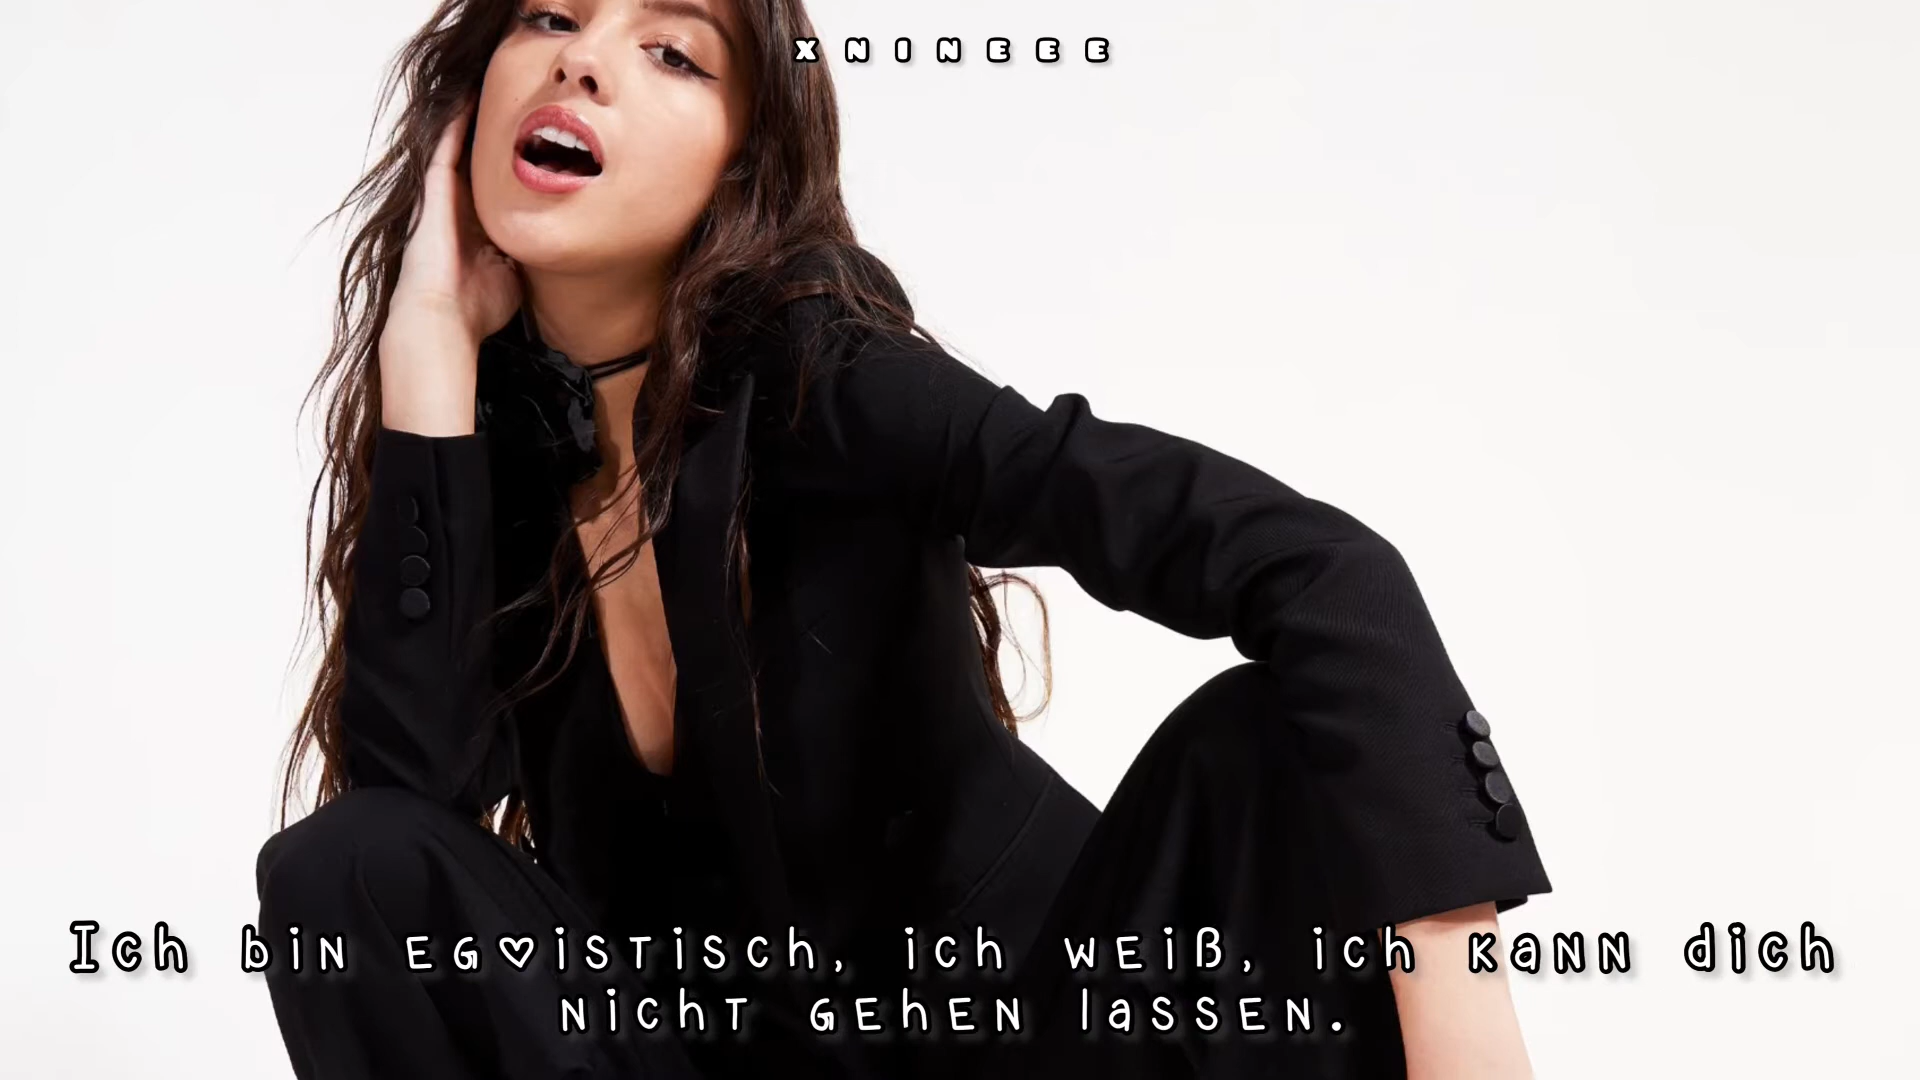 XNINEEE
Ich bin egoistisch, ich weiß, ich kann dich
nicht gehen lassen.